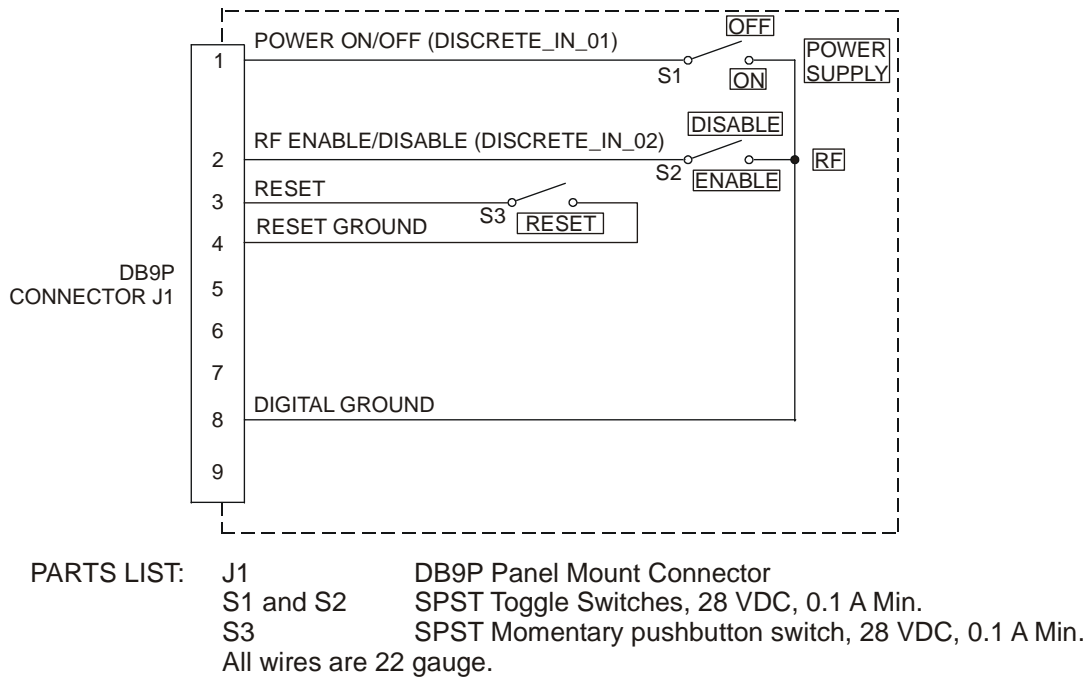 OFF
POWER ON/OFF (DISCRETE_IN_01)
POWER
SUPPLY
1
S1
ON
DISABLE
RF ENABLE/DISABLE (DISCRETE_IN_02)
2
RF
S2
ENABLE
RESET
3
S3
RESET
RESET GROUND
4
DB9P
CONNECTOR J1
5
6
7
DIGITAL GROUND
8
9
PARTS LIST: J1 DB9P Panel Mount Connector
S1 and S2 SPST Toggle Switches, 28 VDC, 0.1 A Min.
S3 SPST Momentary pushbutton switch, 28 VDC, 0.1 A Min.
All wires are 22 gauge.